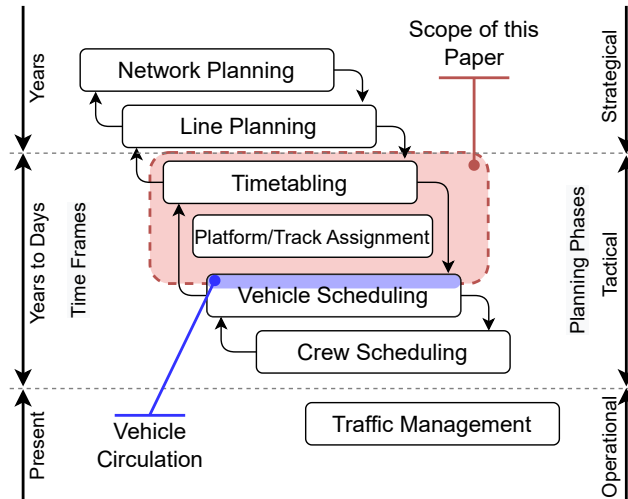 Scope of this
Paper
Years
Strategical
Network Planning
Line Planning
Years to Days
Time Frames
Timetabling
Platform/Track Assignment
Vehicle Scheduling
Crew Scheduling
Planning Phases
Tactical
Present
Vehicle
Circulation
Traffic Management
Operational